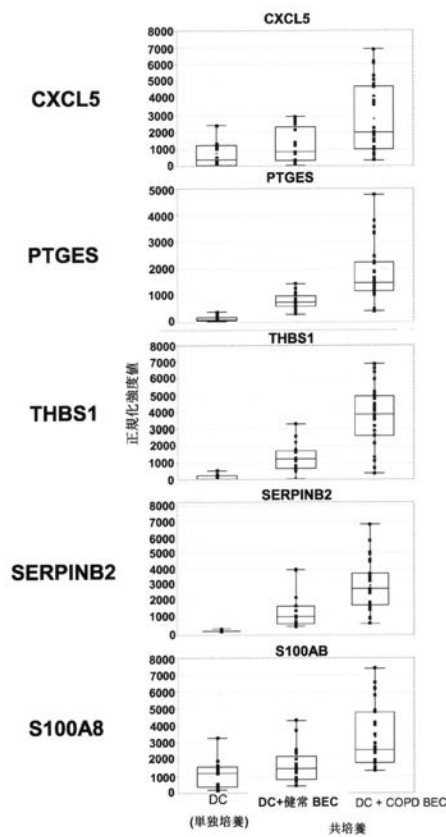 CXCL5
CXCL5
8000
7000
6000
5000
4000
3000
2000
1000
0
PTGES
PTGES
5000
4000
3000
2000
1000
0
THBS1
THBS1
8000
7000
6000
5000
4000
3000
2000
1000
0
正規化強度値
SERPINB2
SERPINB2
8000
7000
6000
5000
4000
3000
2000
1000
0
S100AB
S100A8
8000
7000
6000
5000
4000
3000
2000
1000
0
DC
DC+健常 BEC
DC + COPD BEC
(単独培養)
共培養